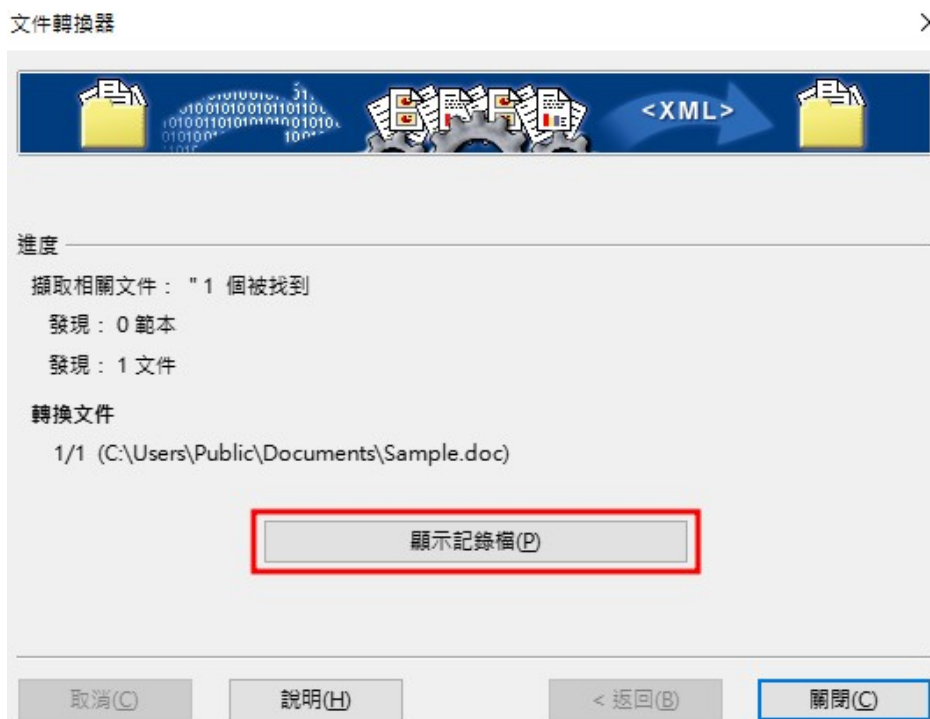 文件轉換器
<XML>
進度
擷取相關文件： "1 個被找到
發現：0 範本
發現：1 文件
轉換文件
1/1 (C:\Users\Public\Documents\Sample.doc)
顯示記錄檔(P)
取消(C)
說明(H)
< 返回(B)
關閉(C)